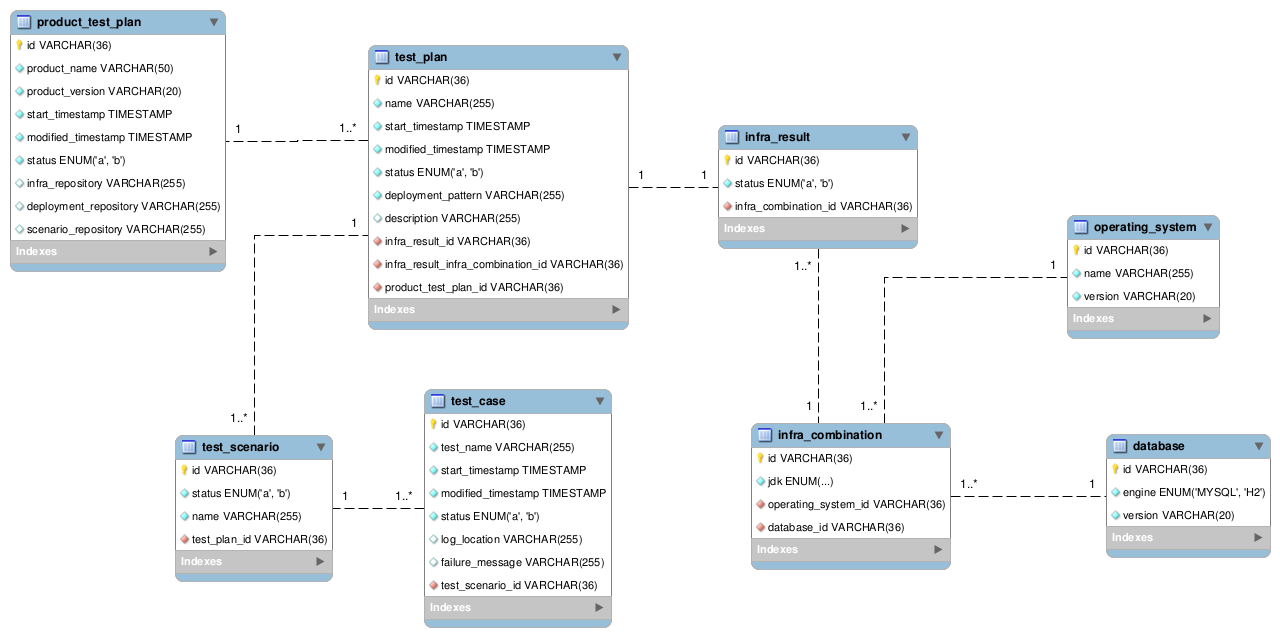 product_test_plan
id VARCHAR(36)
product_name VARCHAR(50)
product_version VARCHAR(20)
start_timestamp TIMESTAMP
modified_timestamp TIMESTAMP
status ENUM('a', 'b')
infra_repository VARCHAR(255)
deployment_repository VARCHAR(255)
scenario_repository VARCHAR(255)
Indexes
1
1..*
test_plan
id VARCHAR(36)
name VARCHAR(255)
start_timestamp TIMESTAMP
modified_timestamp TIMESTAMP
status ENUM('a', 'b')
deployment_pattern VARCHAR(255)
description VARCHAR(255)
infra_result_id VARCHAR(36)
infra_result_infra_combination_id VARCHAR(36)
product_test_plan_id VARCHAR(36)
Indexes
1
1
infra_result
id VARCHAR(36)
status ENUM('a', 'b')
infra_combination_id VARCHAR(36)
Indexes
1..*
1
operating_system
id VARCHAR(36)
name VARCHAR(255)
version VARCHAR(20)
Indexes
1
1..*
1
1..*
test_scenario
id VARCHAR(36)
status ENUM('a', 'b')
name VARCHAR(255)
test_plan_id VARCHAR(36)
Indexes
1
1..*
test_case
id VARCHAR(36)
test_name VARCHAR(255)
start_timestamp TIMESTAMP
modified_timestamp TIMESTAMP
status ENUM('a', 'b')
log_location VARCHAR(255)
failure_message VARCHAR(255)
test_scenario_id VARCHAR(36)
Indexes
infra_combination
id VARCHAR(36)
jdk ENUM(...)
operating_system_id VARCHAR(36)
database_id VARCHAR(36)
Indexes
1..*
1
database
id VARCHAR(36)
engine ENUM('MYSQL', 'H2')
version VARCHAR(20)
Indexes